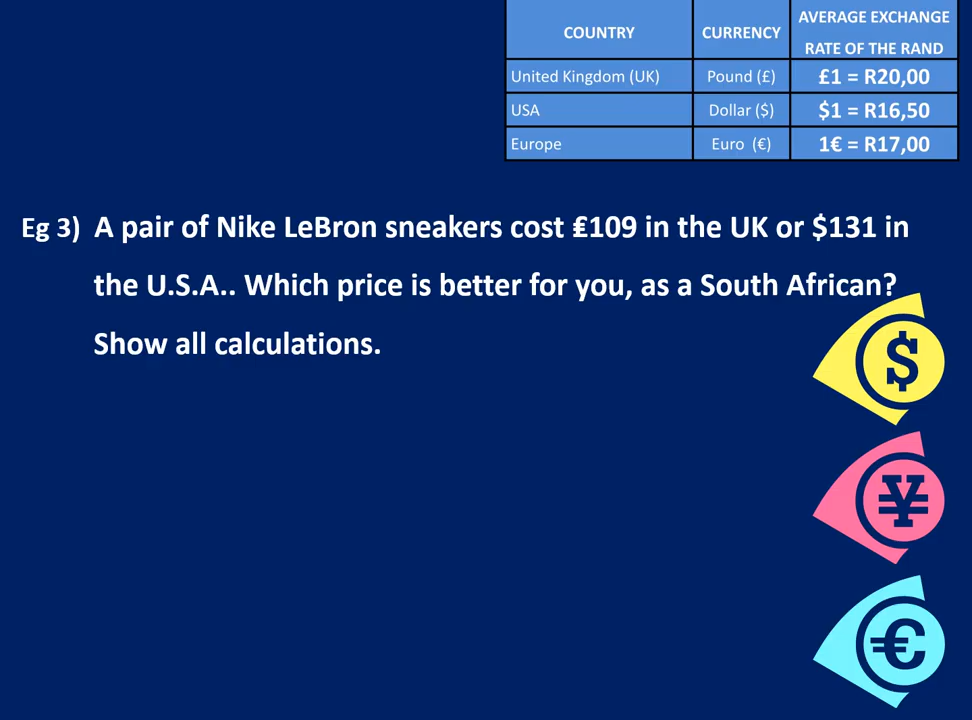 COUNTRY CURRENCY AVERAGE EXCHANGE RATE OF THE RAND
United Kingdom (UK) Pound (£) £1 = R20,00
USA Dollar ($) $1 = R16,50
Europe Euro (€) 1€ = R17,00
Eg 3) A pair of Nike LeBron sneakers cost ₤109 in the UK or $131 in
the U.S.A.. Which price is better for you, as a South African?
Show all calculations.
$
¥
€